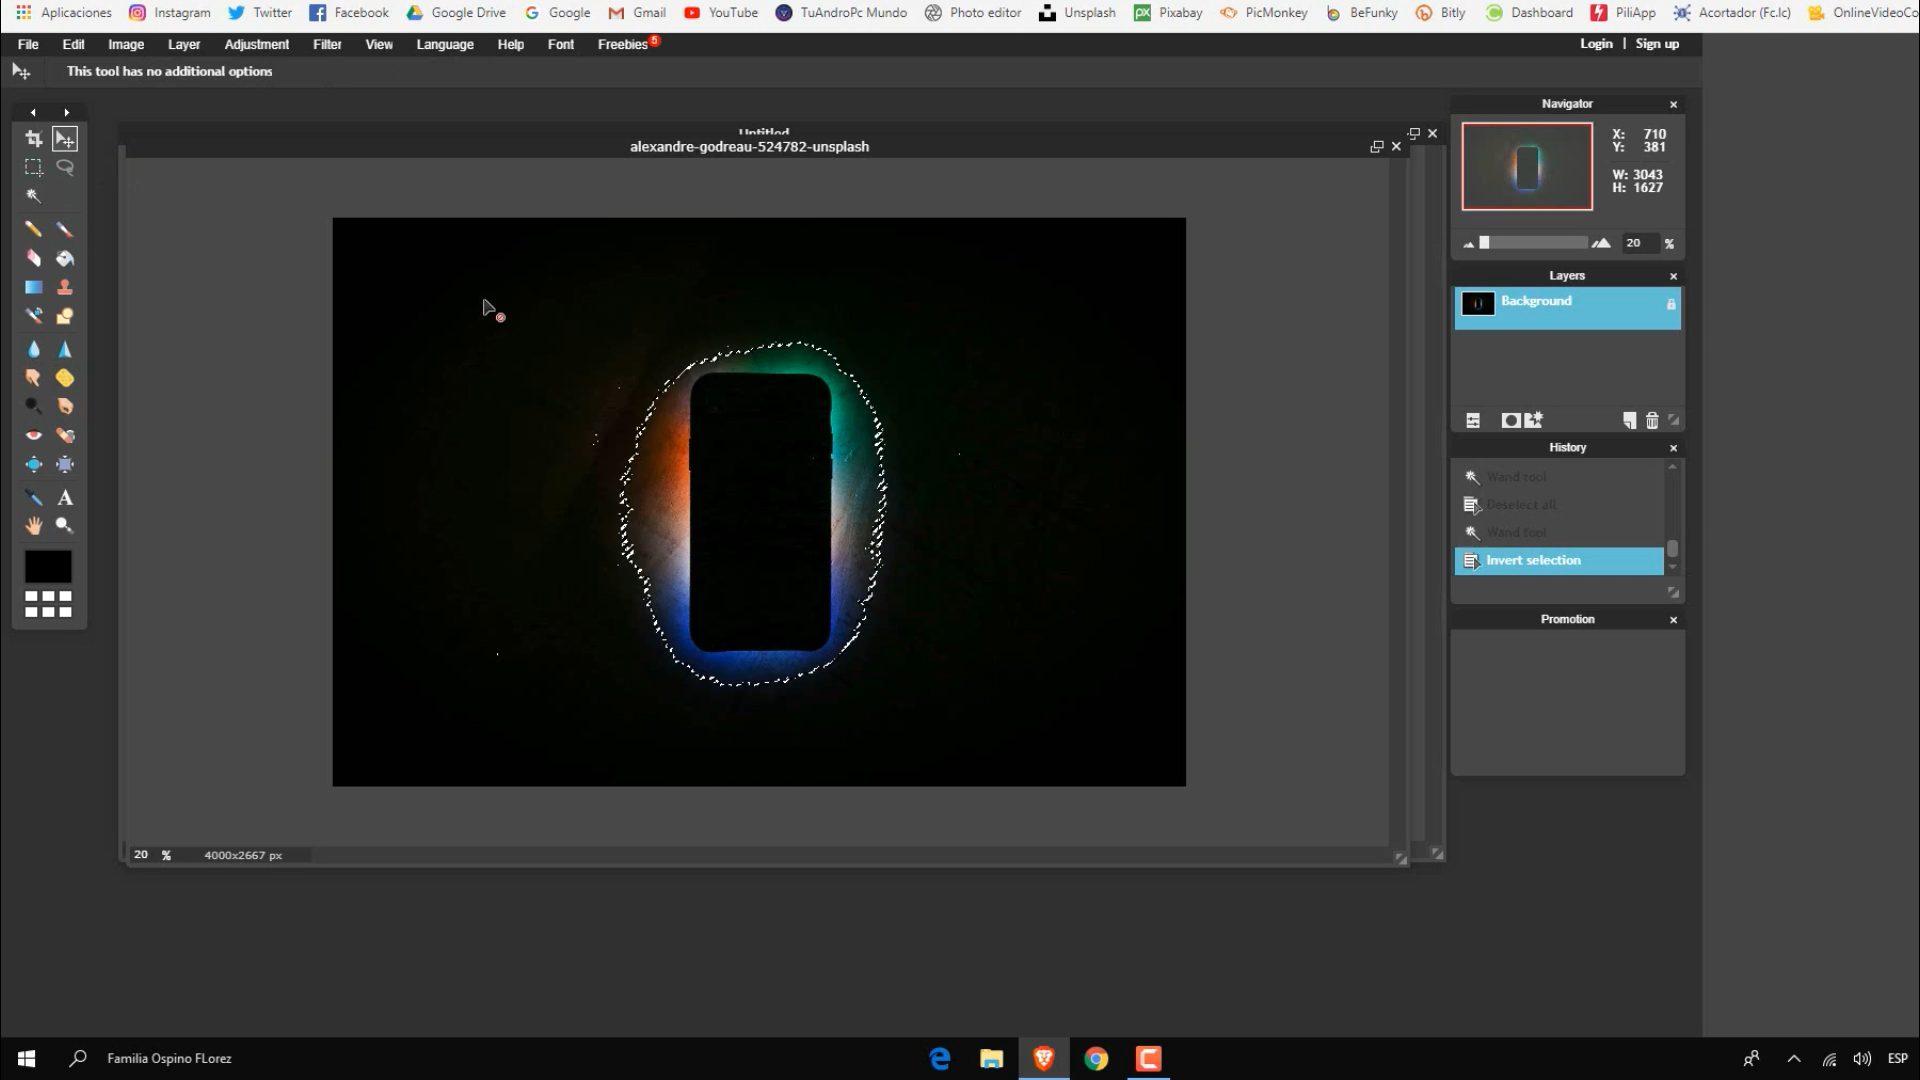 Aplicaciones Instagram Twitter Facebook Google Drive Google Gmail YouTube TuAndroPc Mundo Photo editor Unsplash Pixabay PicMonkey BeFunky Bitly Dashboard PiliApp Acortador (Fc.lc) OnlineVideoCo
File Edit Image Layer Adjustment Filter View Language Help Font Freebies 5 Login | Sign up
This tool has no additional options
Untitled
alexandre-godreau-524782-unsplash
20 % 4000x2667 px
Navigator
X: 710
Y: 381
W: 3043
H: 1627
20 %
Layers
Background
History
Wand tool
Deselect all
Wand tool
Invert selection
Promotion
Familia Ospino FLorez
ESP